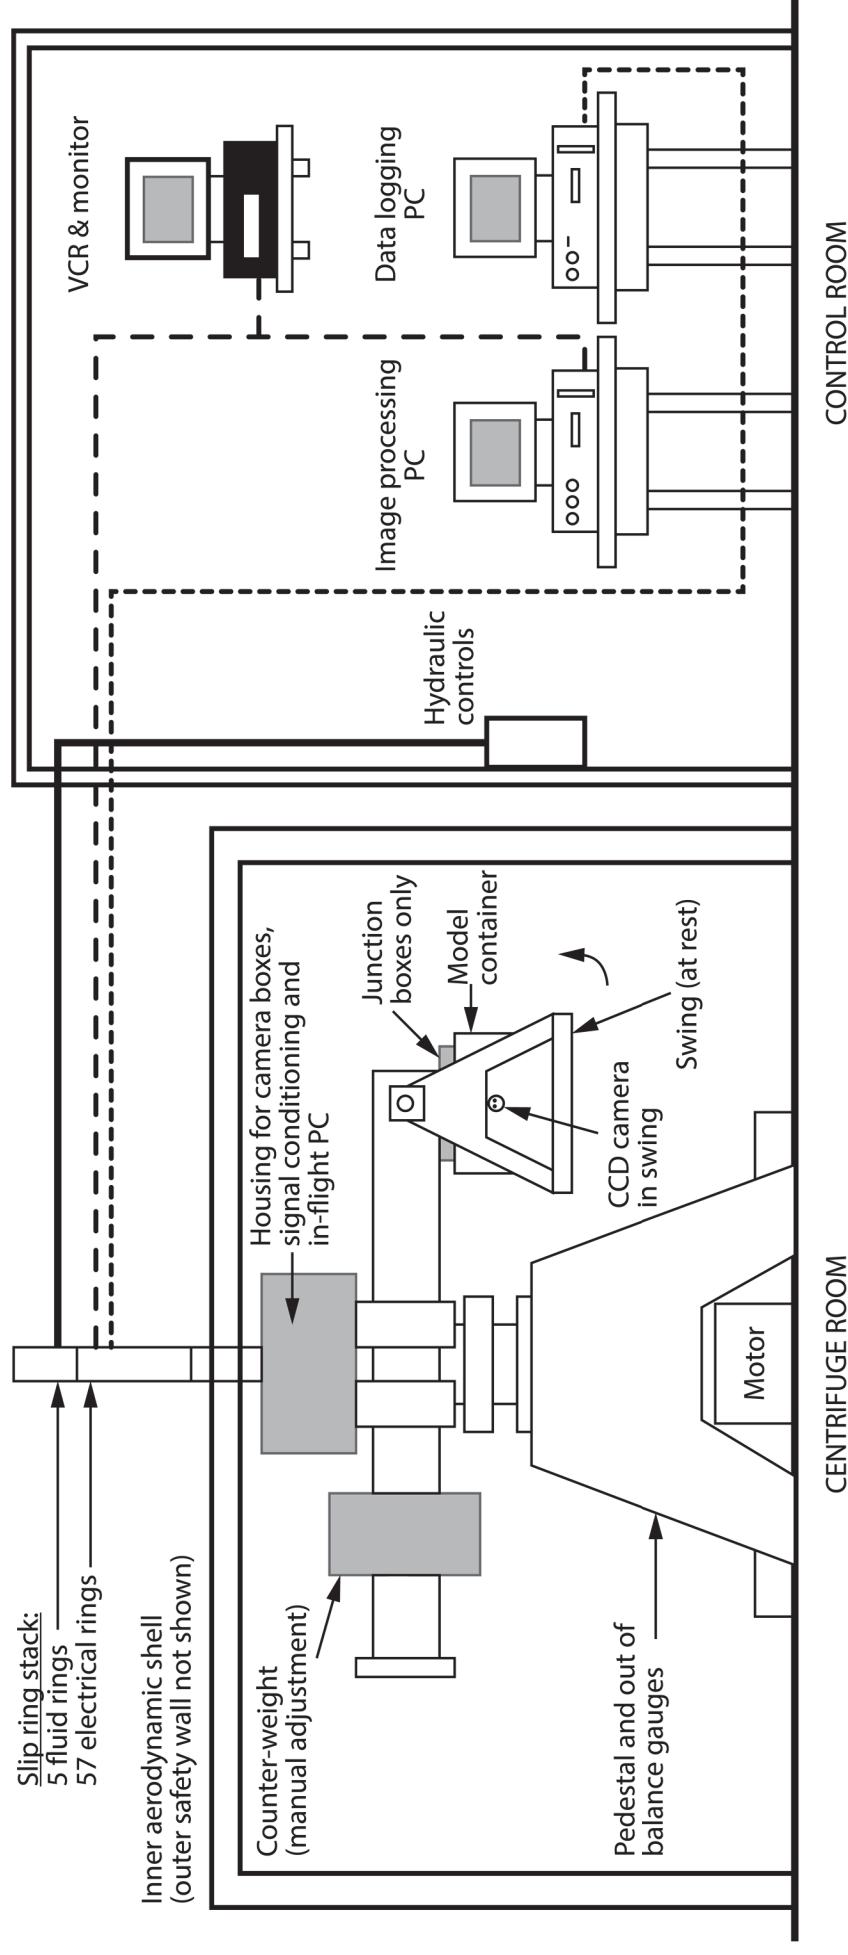 Slip ring stack:
5 fluid rings
57 electrical rings
Inner aerodynamic shell
(outer safety wall not shown)
Counter-weight
(manual adjustment)
Pedestal and out of
balance gauges
Housing for camera boxes,
signal conditioning and
in-flight PC
Junction
boxes only
Model
container
CCD camera
in swing
Swing (at rest)
Motor
CENTRIFUGE ROOM
Hydraulic
controls
Image processing
PC
VCR & monitor
Data logging
PC
CONTROL ROOM